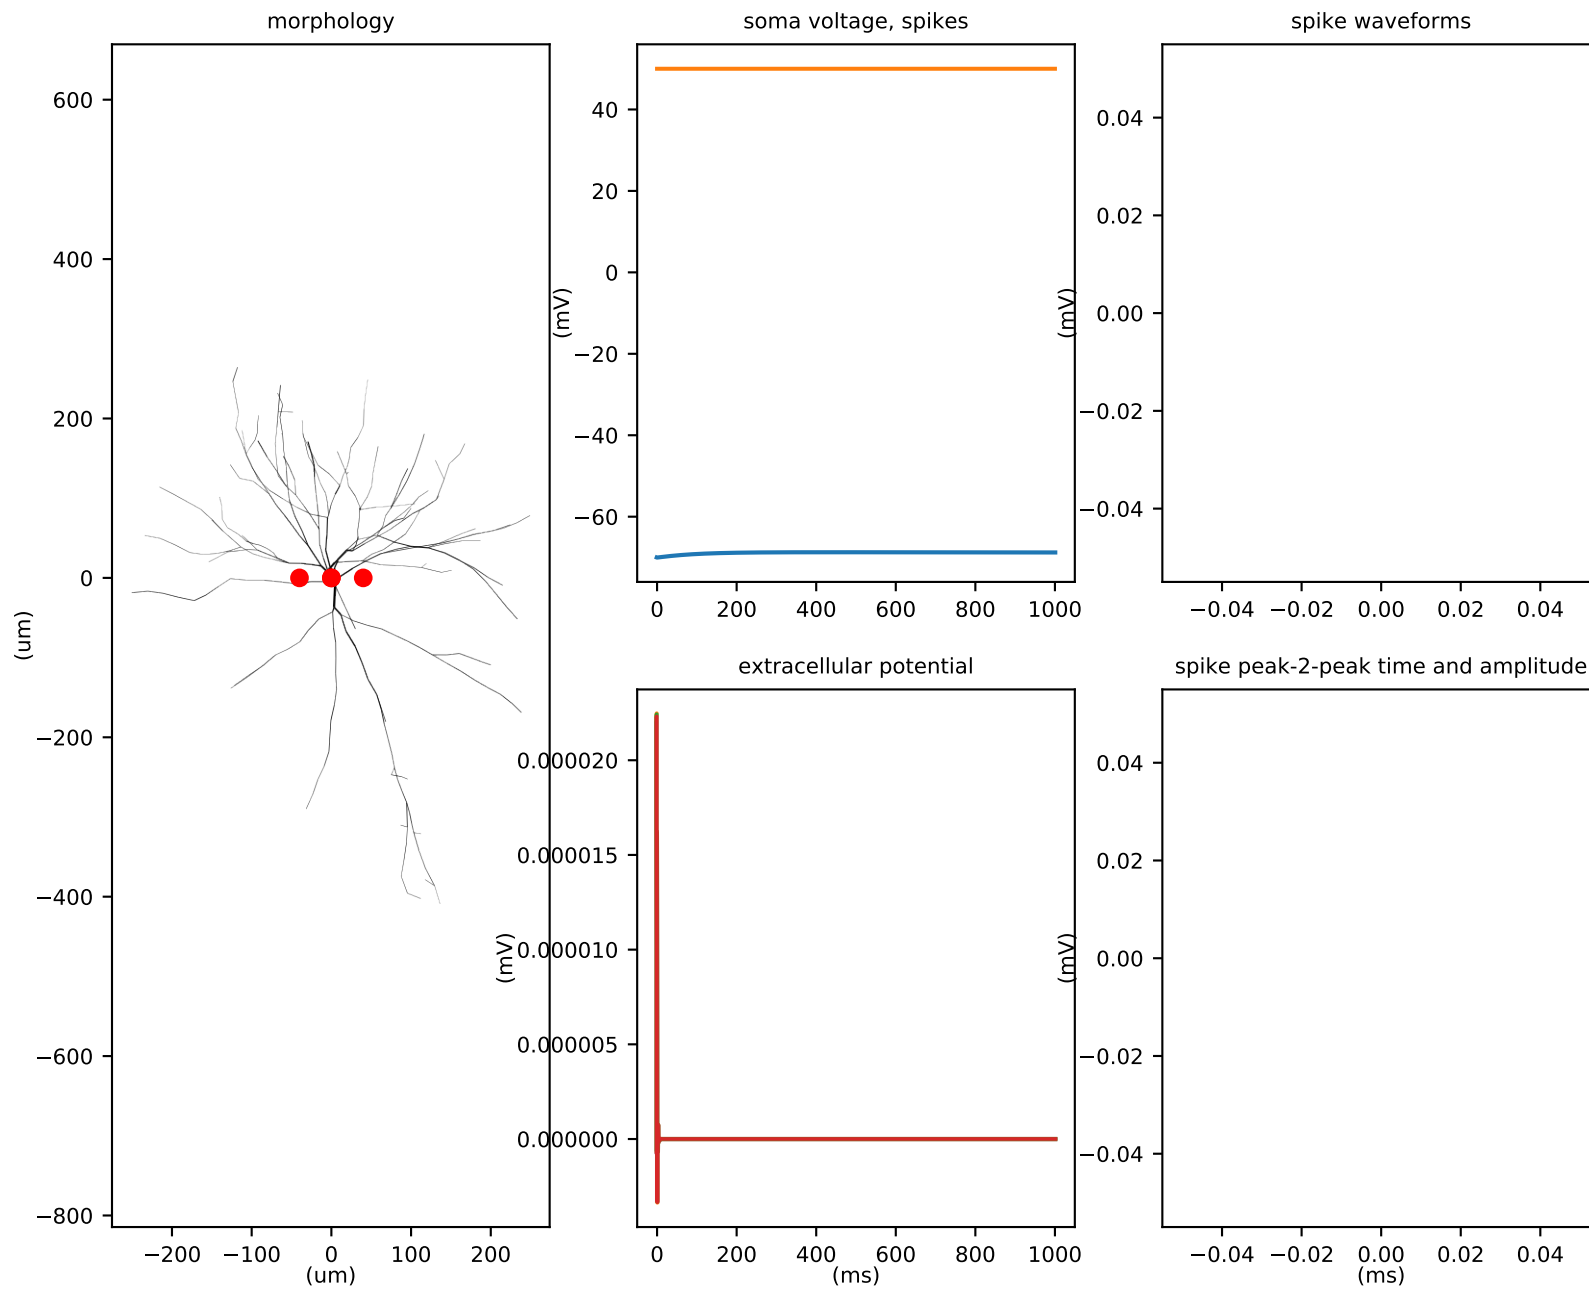 morphology
600
400
200
0
−200
−400
−600
−800
(um)
−200 −100 0 100 200
(um)
soma voltage, spikes
40
20
0
−20
−40
−60
(mV)
0 200 400 600 800 1000
spike waveforms
0.04
0.02
0.00
−0.02
−0.04
(mV)
−0.04 −0.02 0.00 0.02 0.04
extracellular potential
0.000020
0.000015
0.000010
0.000005
0.000000
(mV)
0 200 400 600 800 1000
(ms)
spike peak-2-peak time and amplitude
0.04
0.02
0.00
−0.02
−0.04
(mV)
−0.04 −0.02 0.00 0.02 0.04
(ms)